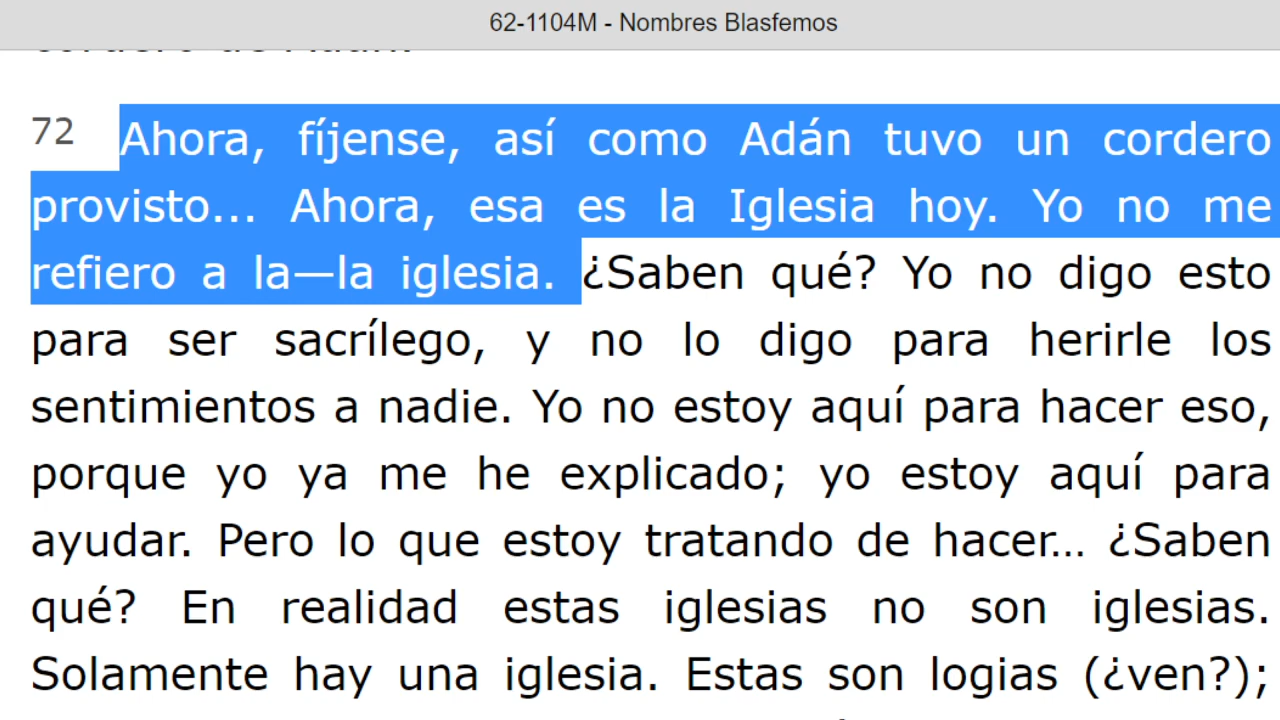 62-1104M - Nombres Blasfemos
72 Ahora, fíjense, así como Adán tuvo un cordero
provisto... Ahora, esa es la Iglesia hoy. Yo no me
refiero a la—la iglesia. ¿Saben qué? Yo no digo esto
para ser sacrílego, y no lo digo para herirle los
sentimientos a nadie. Yo no estoy aquí para hacer eso,
porque yo ya me he explicado; yo estoy aquí para
ayudar. Pero lo que estoy tratando de hacer... ¿Saben
qué? En realidad estas iglesias no son iglesias.
Solamente hay una iglesia. Estas son logias (¿ven?);